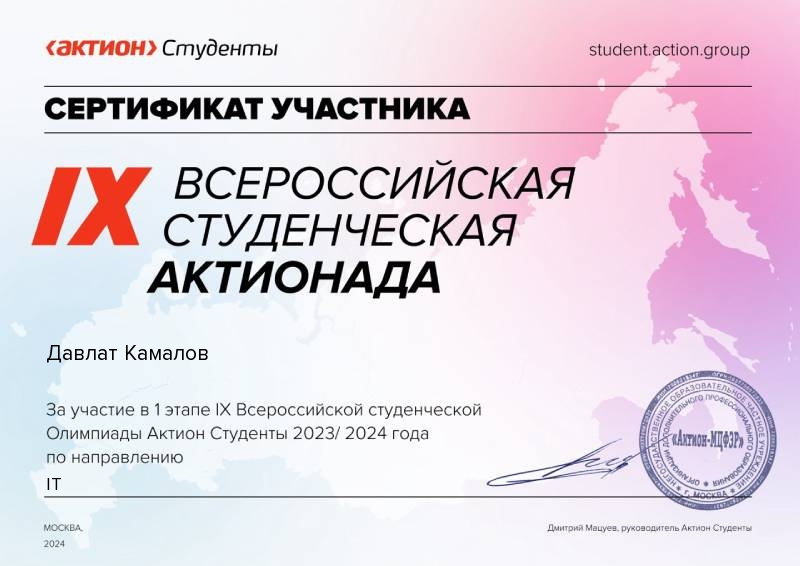 ‹актион› Студенты
student.action.group
СЕРТИФИКАТ УЧАСТНИКА
IX ВСЕРОССИЙСКАЯ
СТУДЕНЧЕСКАЯ
АКТИОНАДА
Давлат Камалов
За участие в 1 этапе IX Всероссийской студенческой
Олимпиады Актион Студенты 2023/ 2024 года
по направлению
IT
НЕГОСУДАРСТВЕННОЕ ОБРАЗОВАТЕЛЬНОЕ ЧАСТНОЕ УЧРЕЖДЕНИЕ
ОРГАНИЗАЦИИ ДОПОЛНИТЕЛЬНОГО ПРОФЕССИОНАЛЬНОГО ОБРАЗОВАНИЯ
«Актион-МЦФЭР»
г. МОСКВА
МОСКВА,
2024
Дмитрий Мацуев, руководитель Актион Студенты